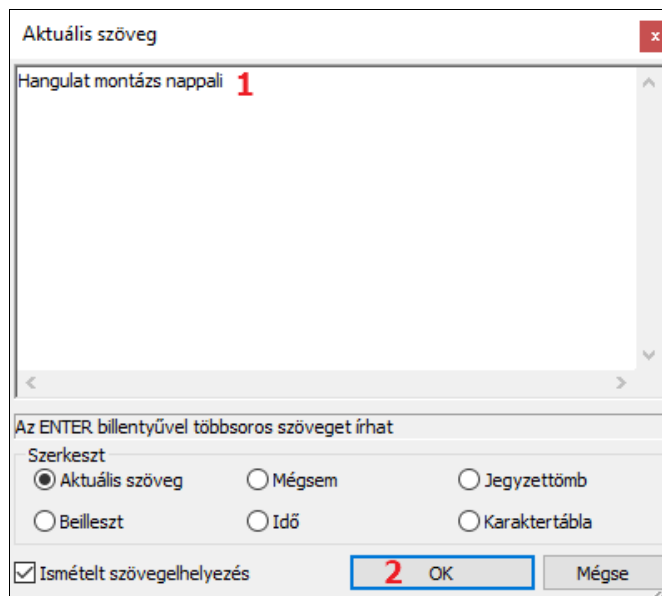 Aktuális szöveg x
Hangulat montázs nappali 1
Az ENTER billentyűvel többsoros szöveget írhat
Szerkeszt
Aktuális szöveg Mégsem Jegyzettömb
Beilleszt Idő Karaktertábla
Ismételt szövegelhelyezés 2 OK Mégse